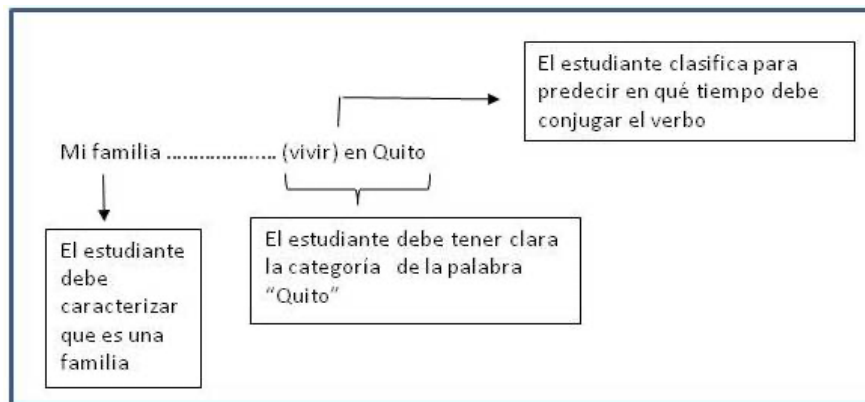 El estudiante clasifica para
predecir en qué tiempo debe
conjugar el verbo
Mi familia ................... (vivir) en Quito
El estudiante
debe
caracterizar
que es una
familia
El estudiante debe tener clara
la categoría de la palabra
“Quito”